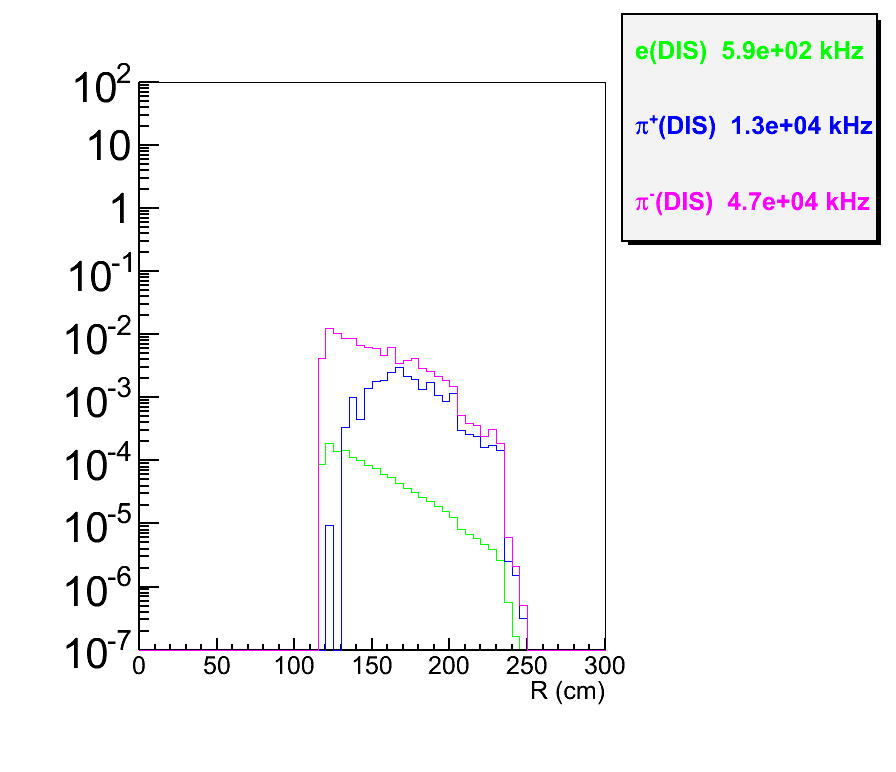 e(DIS) 5.9e+02 kHz
π⁺(DIS) 1.3e+04 kHz
π⁻(DIS) 4.7e+04 kHz
10²
10
1
10⁻¹
10⁻²
10⁻³
10⁻⁴
10⁻⁵
10⁻⁶
10⁻⁷
0 50 100 150 200 250 300
R (cm)